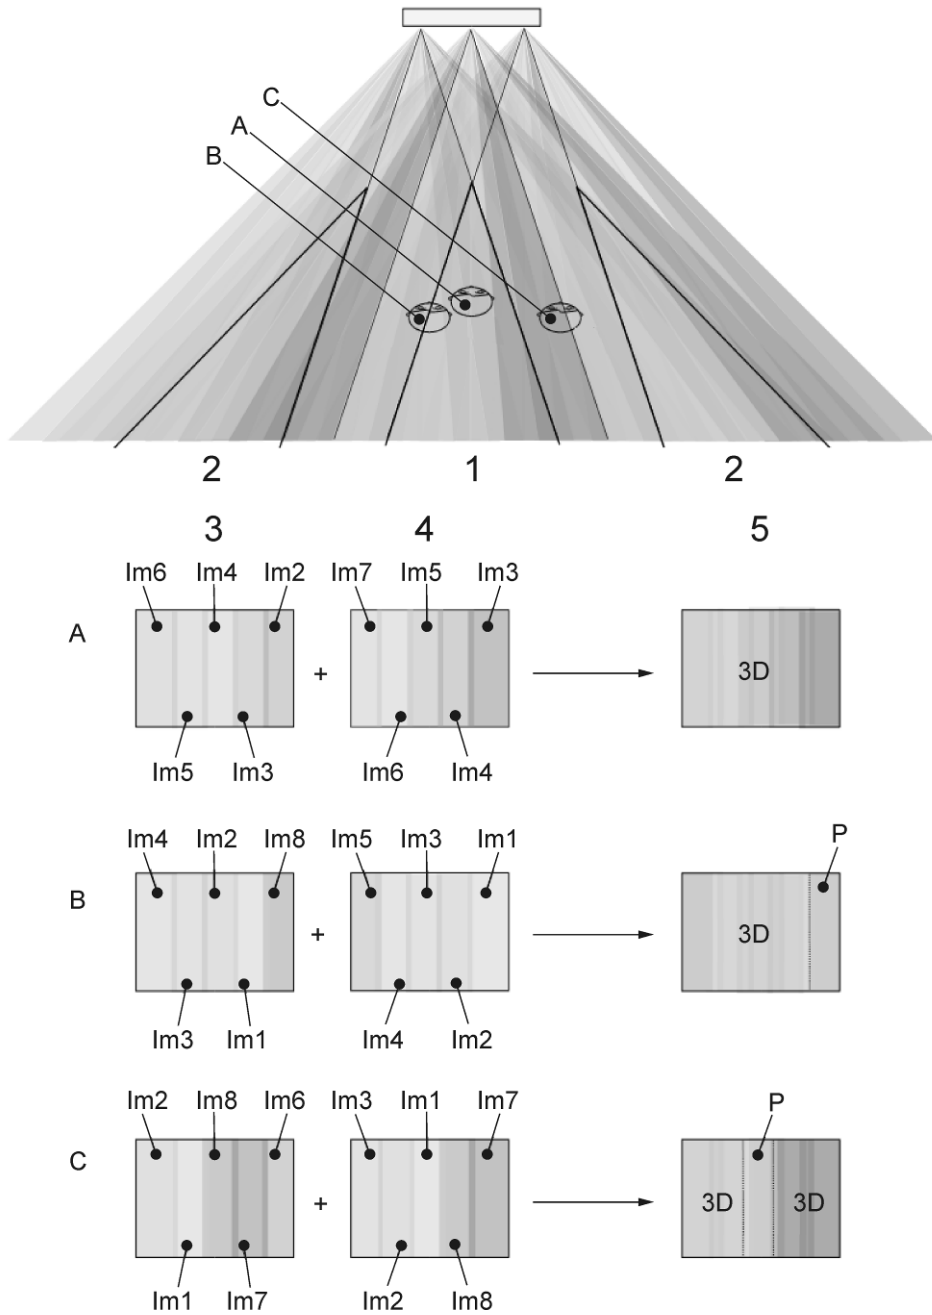 C
A
B
2 1 2
3 4 5
Im6 Im4 Im2 Im7 Im5 Im3
A + 3D
Im5 Im3 Im6 Im4
P
Im4 Im2 Im8 Im5 Im3 Im1
B + 3D
Im3 Im1 Im4 Im2
P
Im2 Im8 Im6 Im3 Im1 Im7
C + 3D 3D
Im1 Im7 Im2 Im8